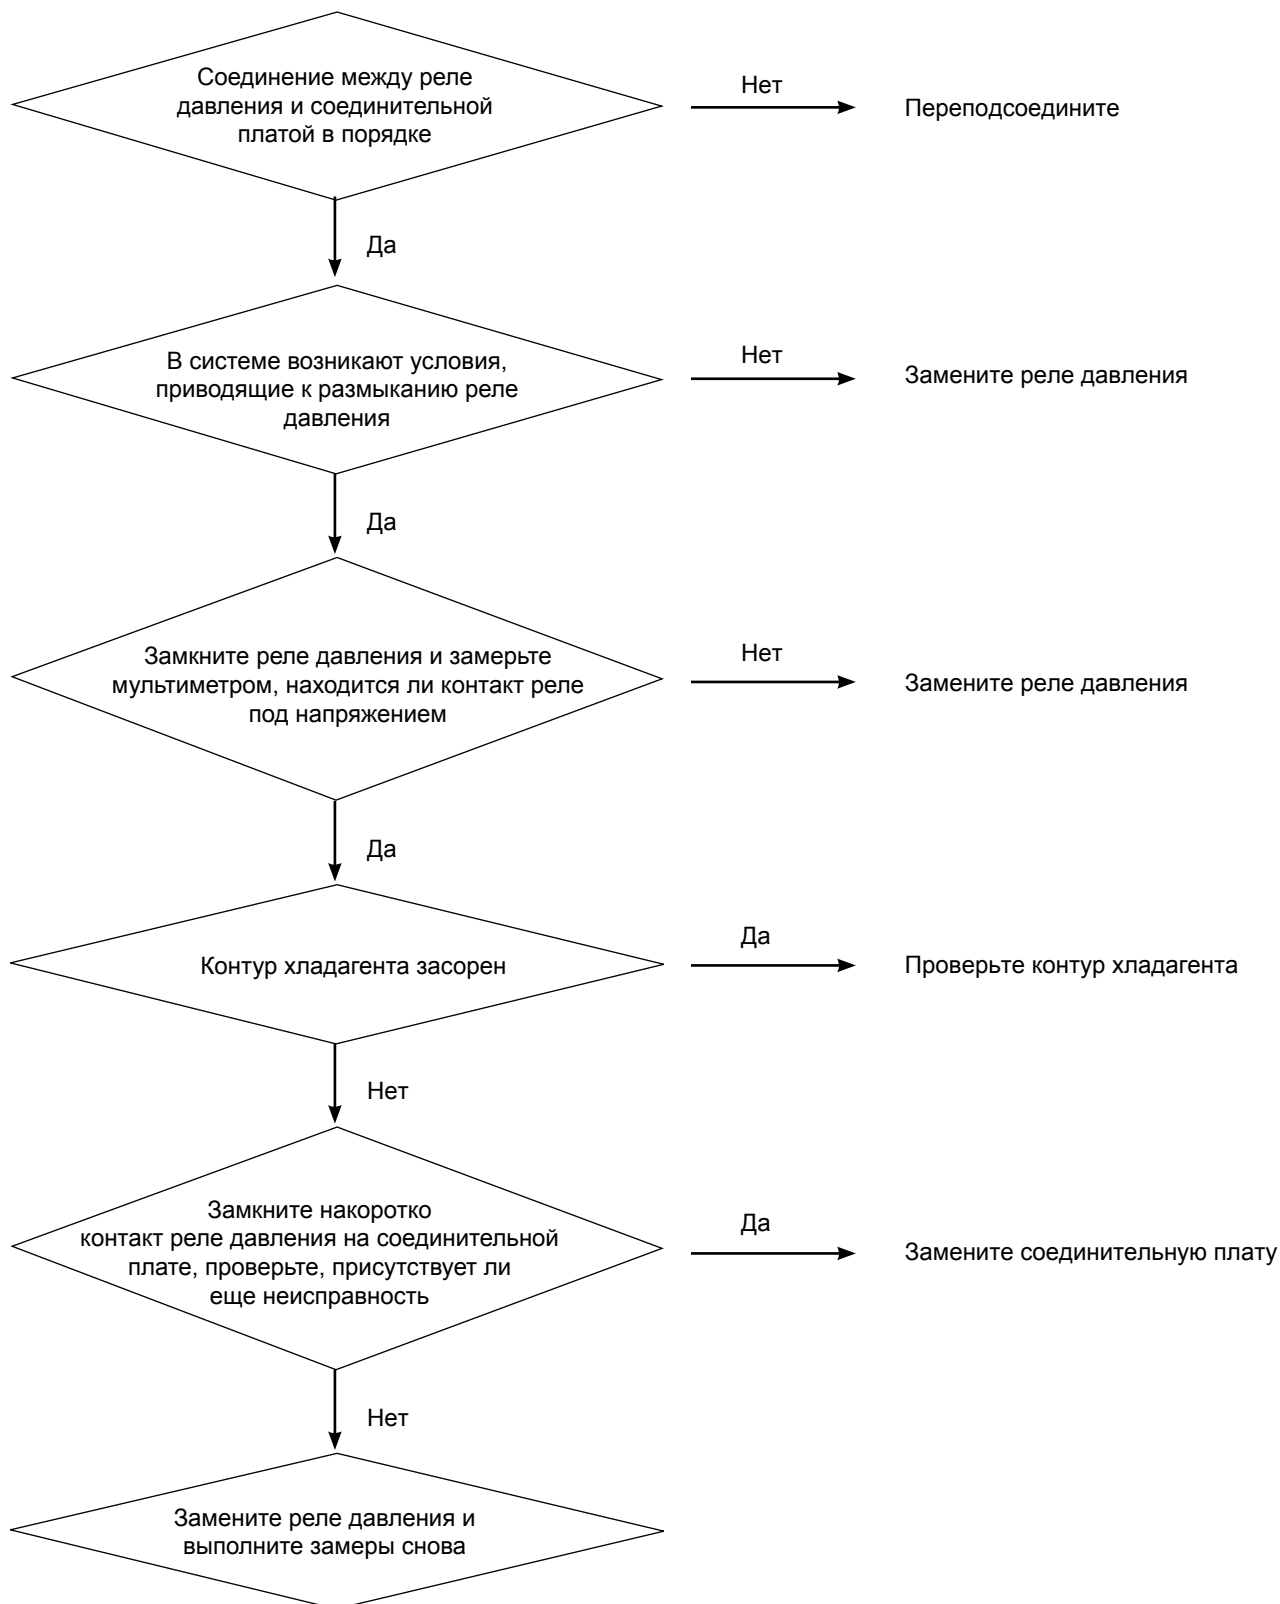 Соединение между реле
давления и соединительной
платой в порядке
Нет
Переподсоедините
Да
В системе возникают условия,
приводящие к размыканию реле
давления
Нет
Замените реле давления
Да
Замкните реле давления и замерьте
мультиметром, находится ли контакт реле
под напряжением
Нет
Замените реле давления
Да
Контур хладагента засорен
Да
Проверьте контур хладагента
Нет
Замкните накоротко
контакт реле давления на соединительной
плате, проверьте, присутствует ли
еще неисправность
Да
Замените соединительную плату
Нет
Замените реле давления и
выполните замеры снова